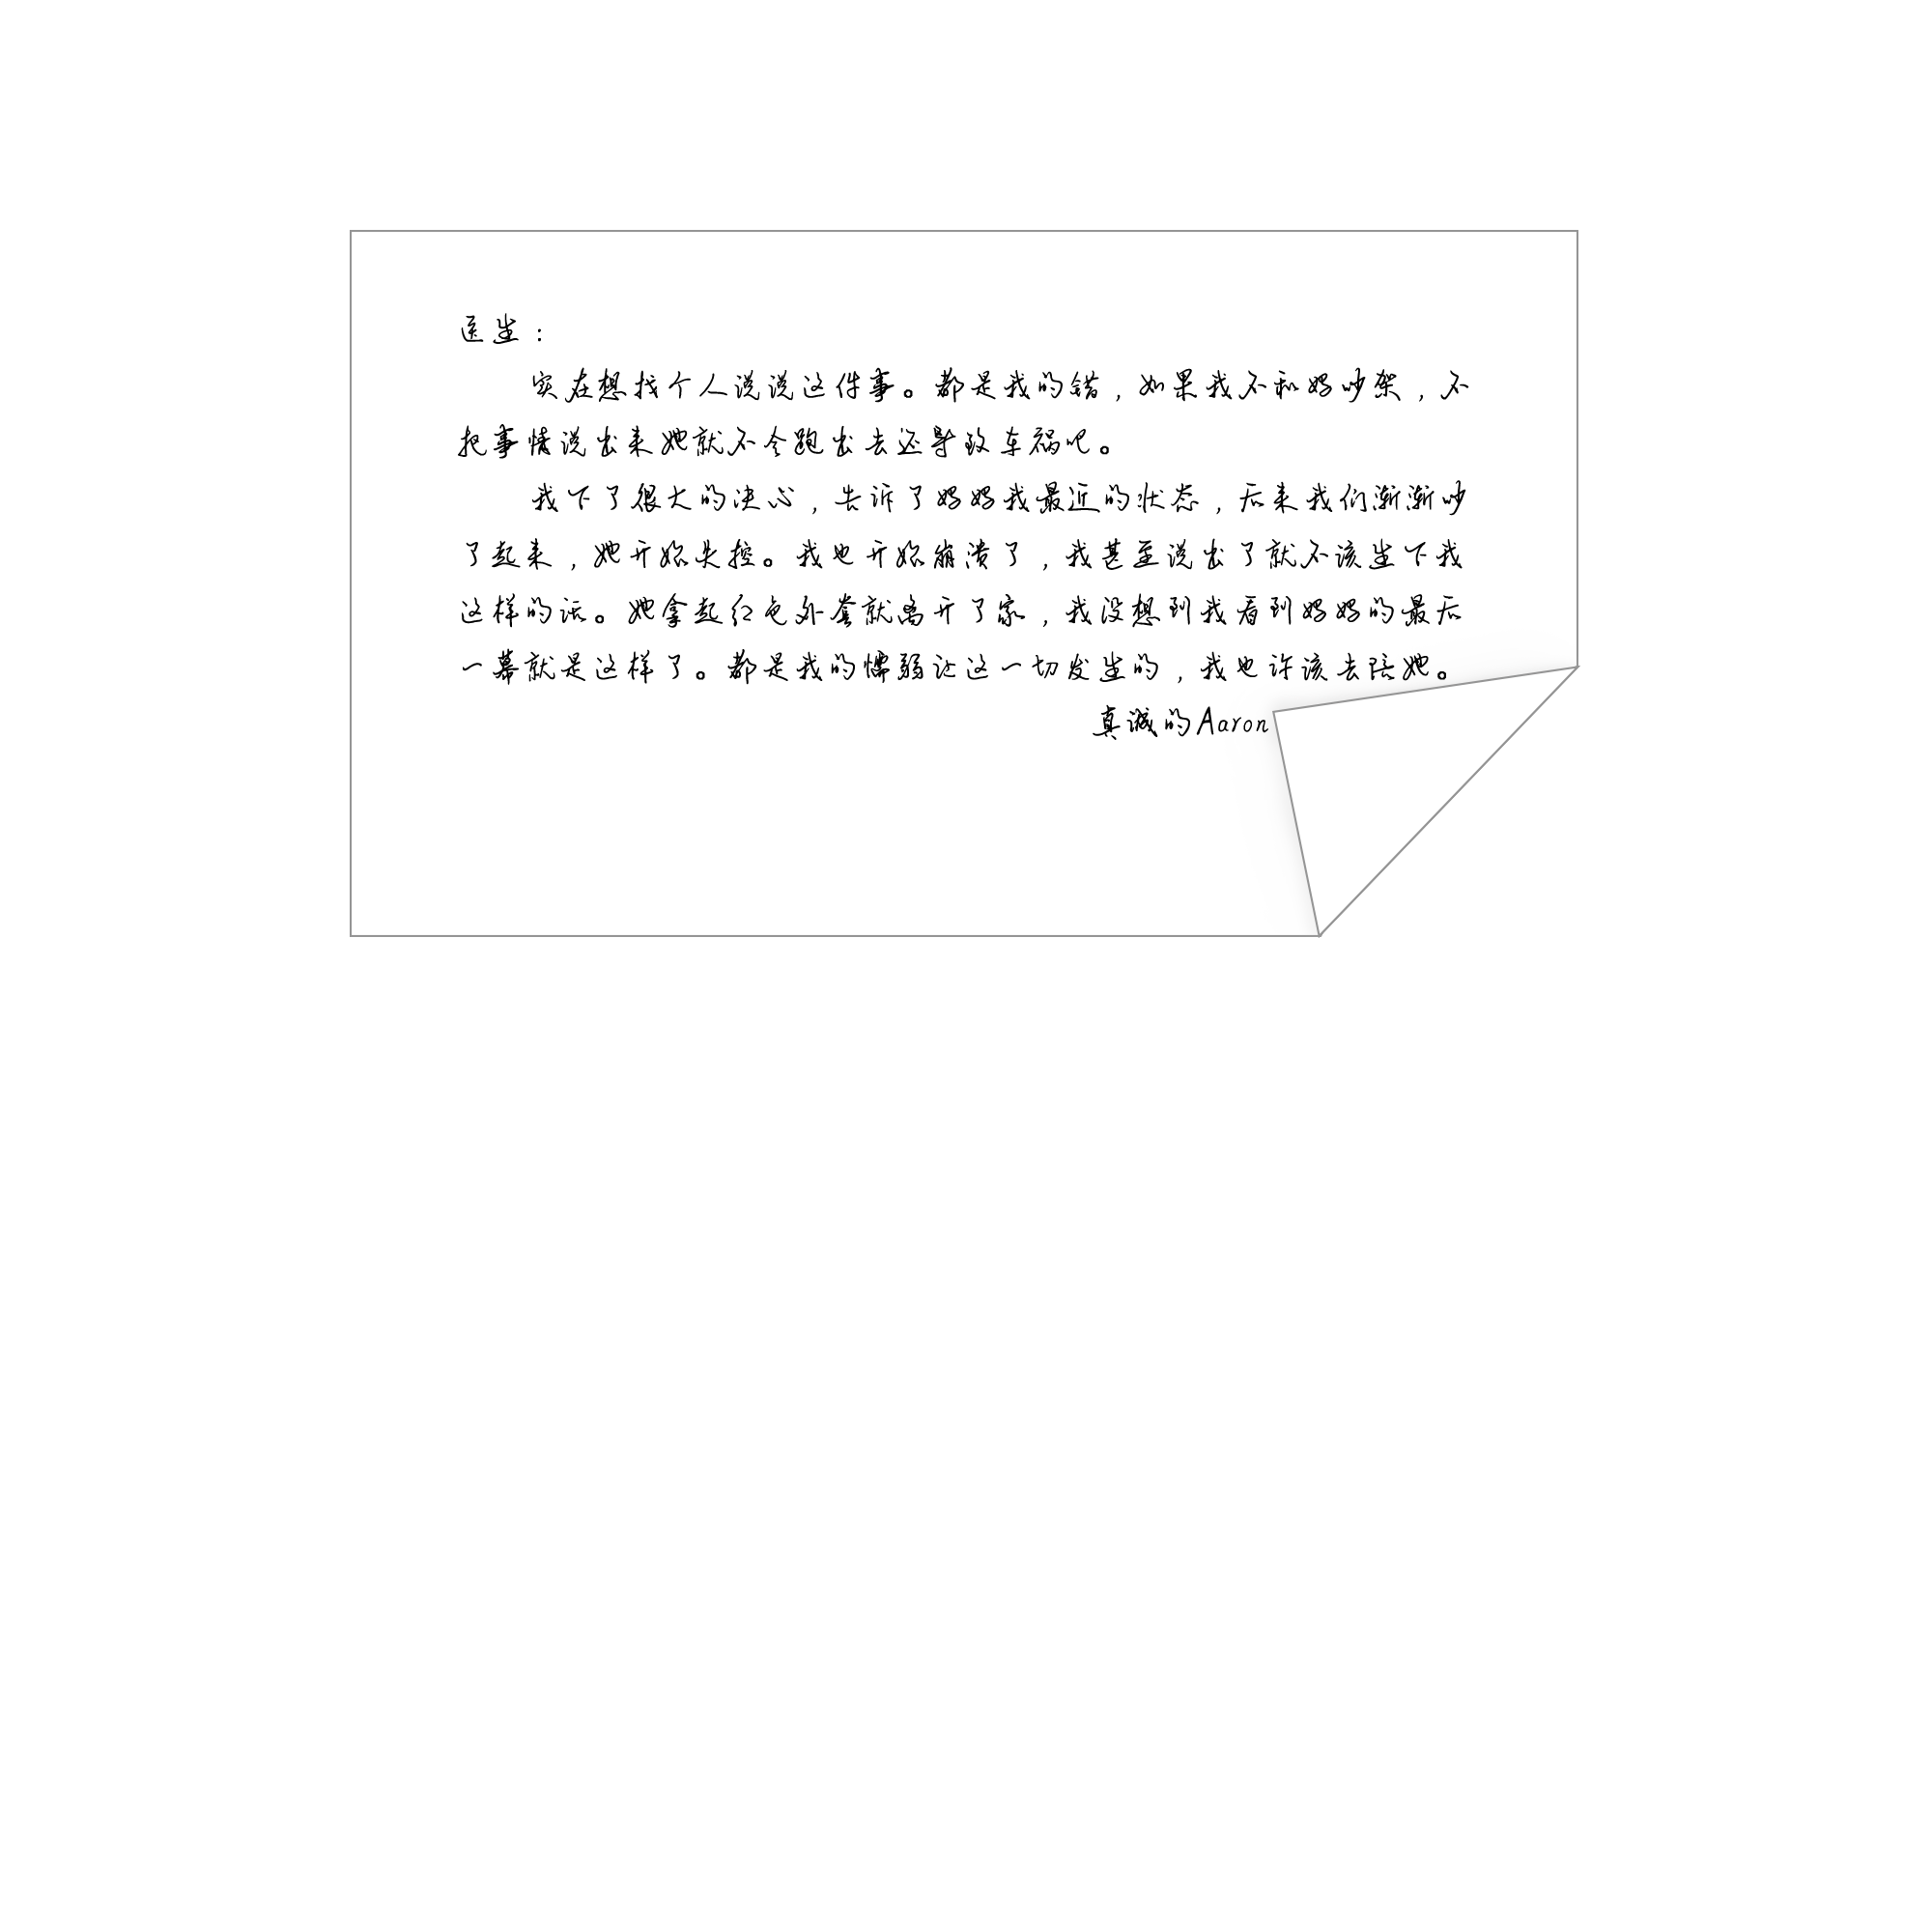 医生：
实在想找个人说说这件事。都是我的错，如果我不和妈吵架，不
把事情说出来她就不会跑出去还导致车祸吧。
我下了很大的决心，告诉了妈妈我最近的状态，后来我们渐渐吵
了起来，她开始失控。我也开始崩溃了，我甚至说出了就不该生下我
这样的话。她拿起红色外套就离开了家，我没想到我看到妈妈的最后
一幕就是这样了。都是我的懦弱让这一切发生的，我也许该去陪她。
真诚的Aaron